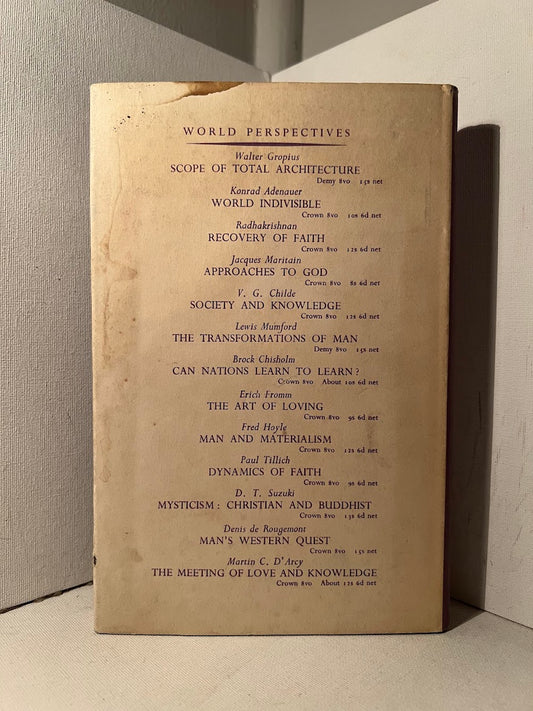 WORLD PERSPECTIVES
Walter Gropius
SCOPE OF TOTAL ARCHITECTURE
Demy 8vo 15s net
Konrad Adenauer
WORLD INDIVISIBLE
Crown 8vo 10s 6d net
Radhakrishnan
RECOVERY OF FAITH
Crown 8vo 12s 6d net
Jacques Maritain
APPROACHES TO GOD
Crown 8vo 8s 6d net
V. G. Childe
SOCIETY AND KNOWLEDGE
Crown 8vo 12s 6d net
Lewis Mumford
THE TRANSFORMATIONS OF MAN
Demy 8vo 15s net
Brock Chisholm
CAN NATIONS LEARN TO LEARN?
Crown 8vo About 10s 6d net
Erich Fromm
THE ART OF LOVING
Crown 8vo 9s 6d net
Fred Hoyle
MAN AND MATERIALISM
Crown 8vo 12s 6d net
Paul Tillich
DYNAMICS OF FAITH
Crown 8vo 9s 6d net
D. T. Suzuki
MYSTICISM: CHRISTIAN AND BUDDHIST
Crown 8vo 13s 6d net
Denis de Rougemont
MAN'S WESTERN QUEST
Crown 8vo 15s net
Martin C. D'Arcy
THE MEETING OF LOVE AND KNOWLEDGE
Crown 8vo About 12s 6d net